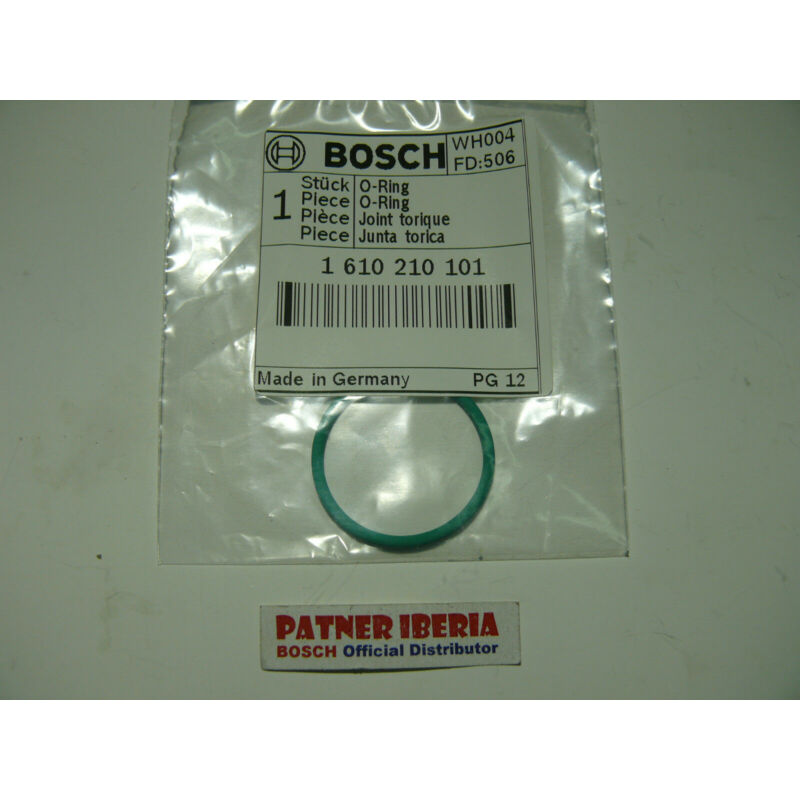 BOSCH
WH004
FD:506
1
Stück O-Ring
Piece O-Ring
Pièce Joint torique
Piece Junta torica
1 610 210 101
Made in Germany PG 12
PATNER IBERIA
BOSCH Official Distributor